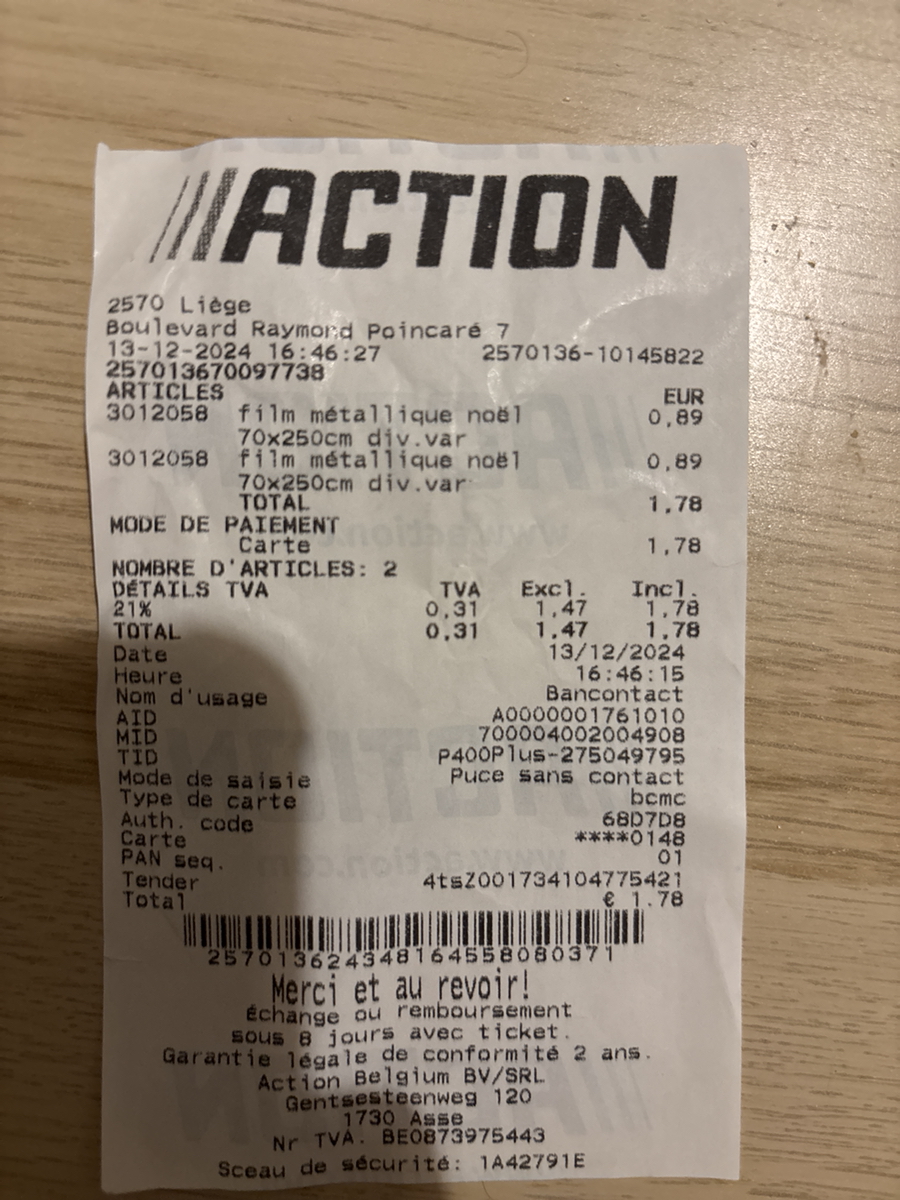 ACTION
2570 Liège
Boulevard Raymond Poincaré 7
13-12-2024 16:46:27 2570136-10145822
257013670097738
ARTICLES EUR
3012058 film métallique noël 0,89
70x250cm div.var
3012058 film métallique noël 0,89
70x250cm div.var
TOTAL 1,78
MODE DE PAIEMENT
Carte 1,78
NOMBRE D'ARTICLES: 2
DÉTAILS TVA TVA Excl. Incl.
21% 0,31 1,47 1,78
TOTAL 0,31 1,47 1,78
Date 13/12/2024
Heure 16:46:15
Nom d'usage Bancontact
AID A0000001761010
MID 700004002004908
TID P400Plus-275049795
Mode de saisie Puce sans contact
Type de carte bcmc
Auth. code 68D7D8
Carte ****0148
PAN seq. 01
Tender 4tsZ001734104775421
Total € 1.78
257013624348164558080371
Merci et au revoir!
Échange ou remboursement
sous 8 jours avec ticket.
Garantie légale de conformité 2 ans.
Action Belgium BV/SRL
Gentsesteenweg 120
1730 Asse
Nr TVA. BE0873975443
Sceau de sécurité: 1A42791E